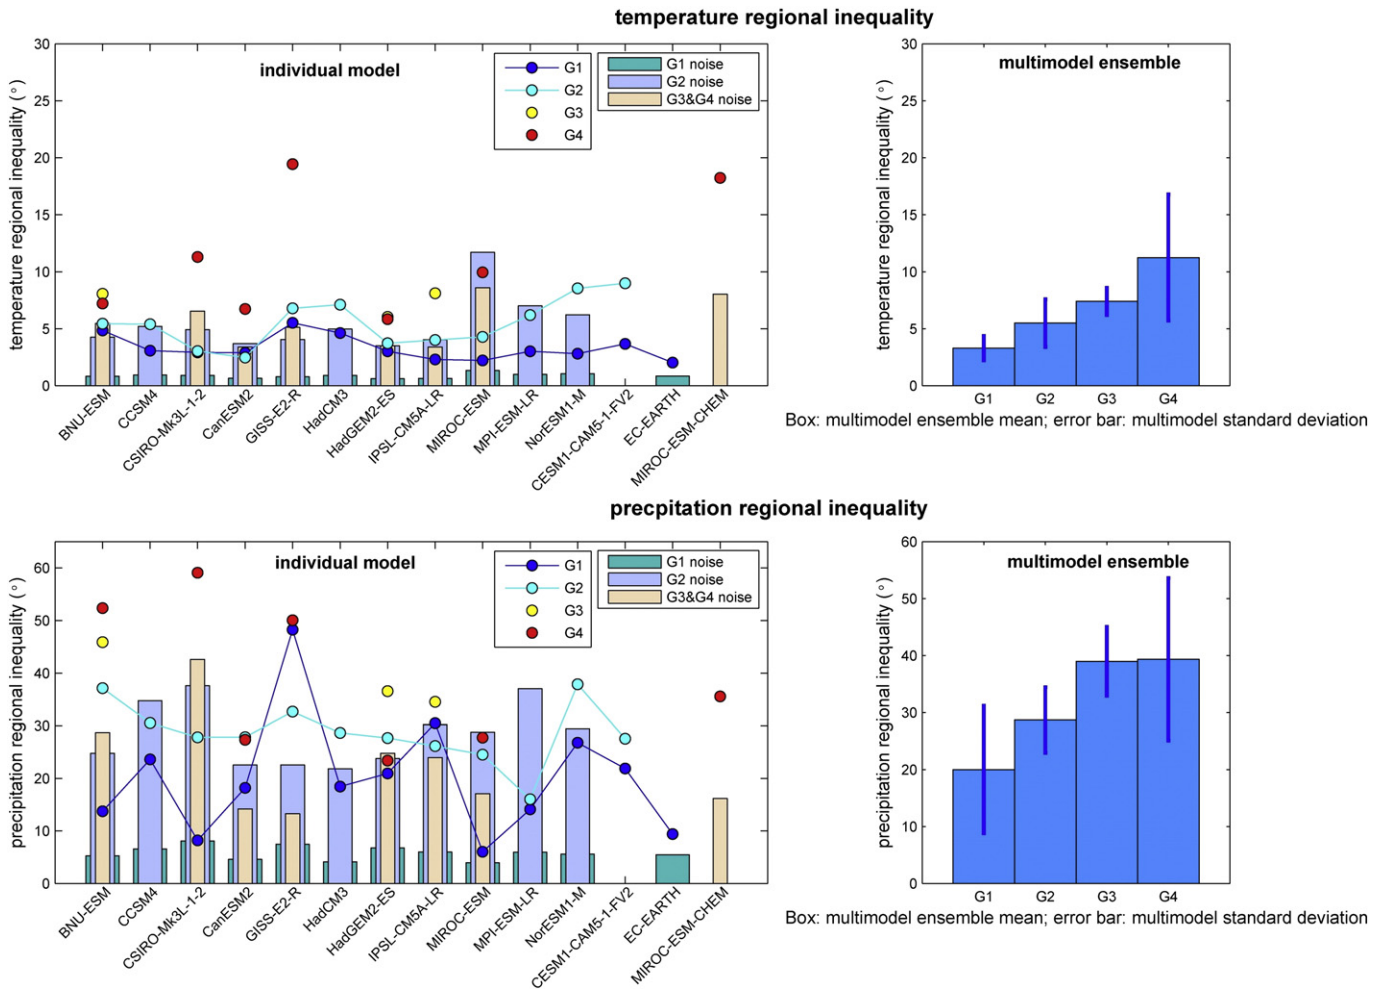 temperature regional inequality
individual model
G1
G2
G3
G4
G1 noise
G2 noise
G3&G4 noise
temperature regional inequality (°)
30
25
20
15
10
5
0
BNU-ESM
CCSM4
CSIRO-Mk3L-1-2
CanESM2
GISS-E2-R
HadCM3
HadGEM2-ES
IPSL-CM5A-LR
MIROC-ESM
MPI-ESM-LR
NorESM1-M
CESM1-CAM5-1-FV2
EC-EARTH
MIROC-ESM-CHEM
multimodel ensemble
temperature regional inequality (°)
30
25
20
15
10
5
0
G1
G2
G3
G4
Box: multimodel ensemble mean; error bar: multimodel standard deviation
precpitation regional inequality
individual model
G1
G2
G3
G4
G1 noise
G2 noise
G3&G4 noise
precipitation regional inequality (°)
60
50
40
30
20
10
0
BNU-ESM
CCSM4
CSIRO-Mk3L-1-2
CanESM2
GISS-E2-R
HadCM3
HadGEM2-ES
IPSL-CM5A-LR
MIROC-ESM
MPI-ESM-LR
NorESM1-M
CESM1-CAM5-1-FV2
EC-EARTH
MIROC-ESM-CHEM
multimodel ensemble
precipitation regional inequality (°)
60
50
40
30
20
10
0
G1
G2
G3
G4
Box: multimodel ensemble mean; error bar: multimodel standard deviation